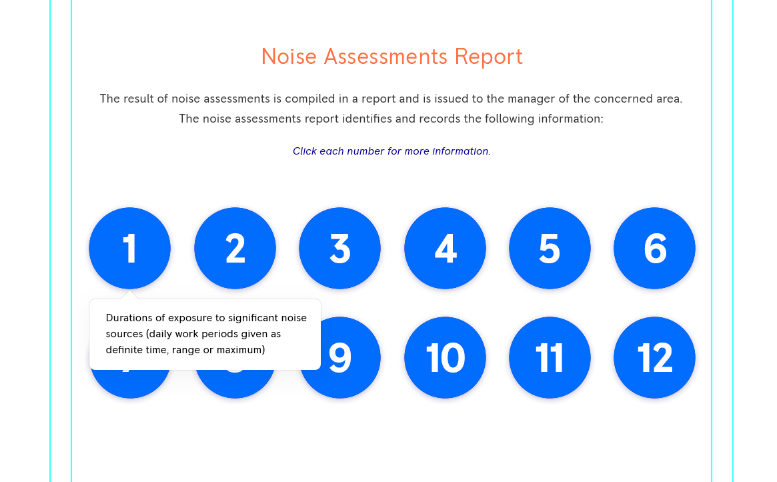 Noise Assessments Report
The result of noise assessments is compiled in a report and is issued to the manager of the concerned area.
The noise assessments report identifies and records the following information:
Click each number for more information.
1 2 3 4 5 6
Durations of exposure to significant noise
sources (daily work periods given as
definite time, range or maximum)
9 10 11 12